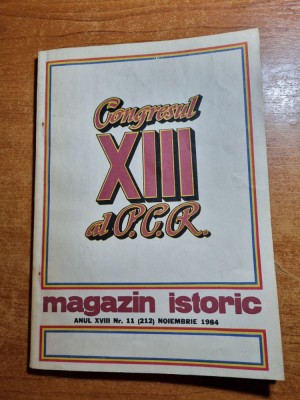 Congresul
XIII
al P.C.R.
magazin istoric
ANUL XVIII Nr. 11 (212) NOIEMBRIE 1984